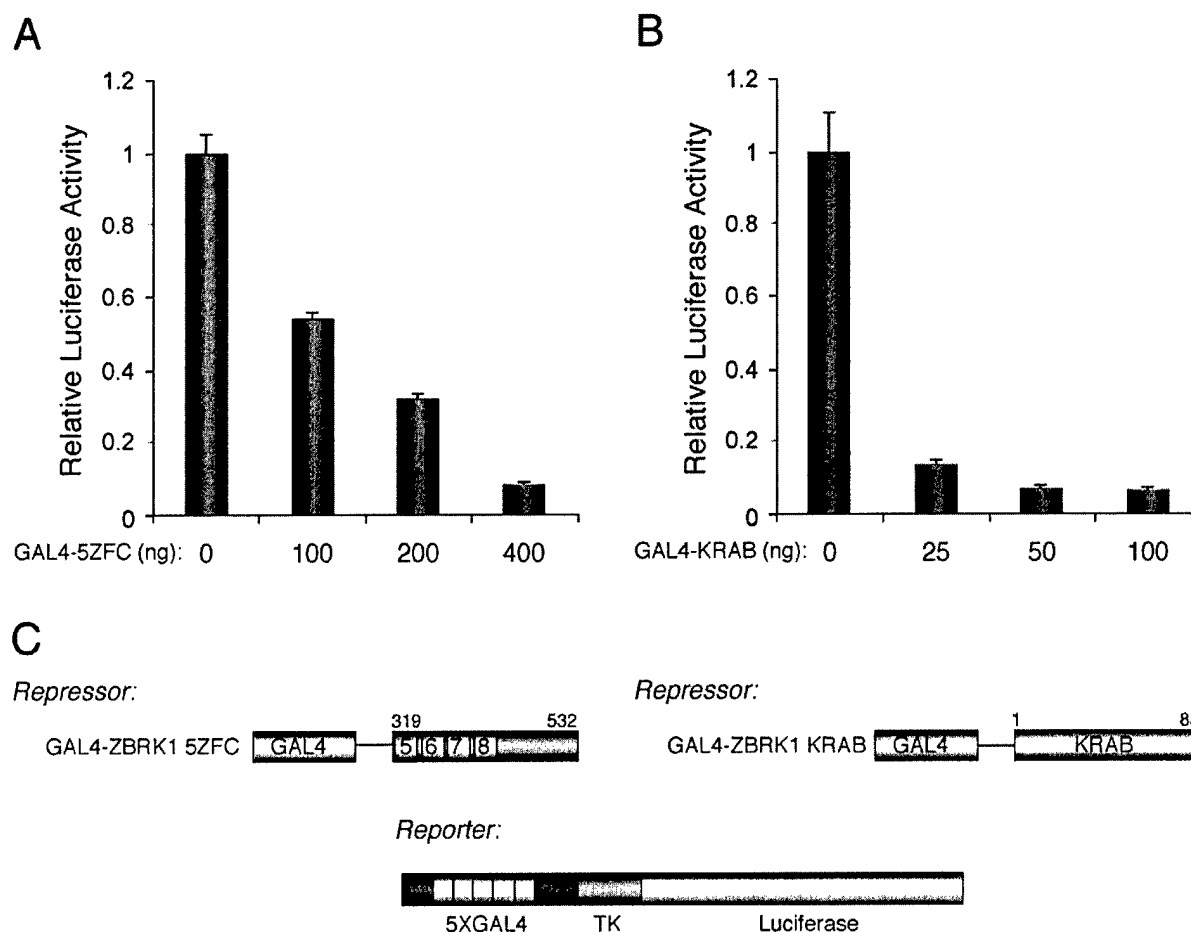 A
Relative Luciferase Activity
1.2
1
0.8
0.6
0.4
0.2
0
GAL4-5ZFC (ng): 0 100 200 400
B
Relative Luciferase Activity
1.2
1
0.8
0.6
0.4
0.2
0
GAL4-KRAB (ng): 0 25 50 100
C
Repressor:
319 532
GAL4-ZBRK1 5ZFC GAL4 5 6 7 8
Repressor:
1
GAL4-ZBRK1 KRAB GAL4 KRAB
Reporter:
5XGAL4 TK Luciferase